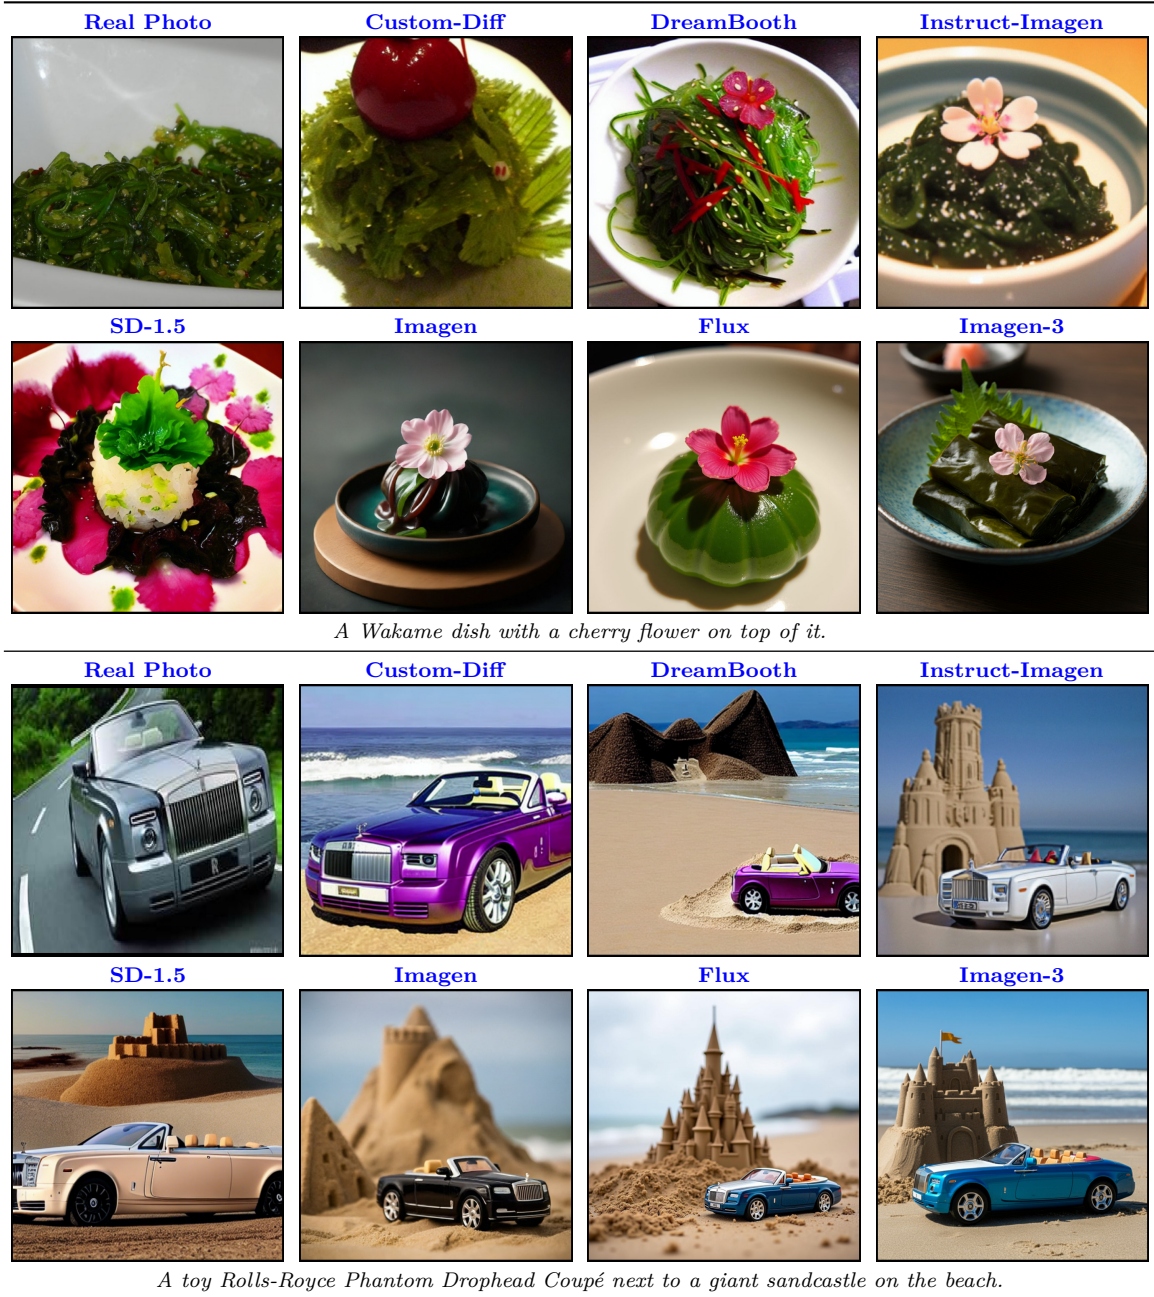 Real Photo Custom-Diff DreamBooth Instruct-Imagen
SD-1.5 Imagen Flux Imagen-3
A Wakame dish with a cherry flower on top of it.
Real Photo Custom-Diff DreamBooth Instruct-Imagen
SD-1.5 Imagen Flux Imagen-3
A toy Rolls-Royce Phantom Drophead Coupé next to a giant sandcastle on the beach.